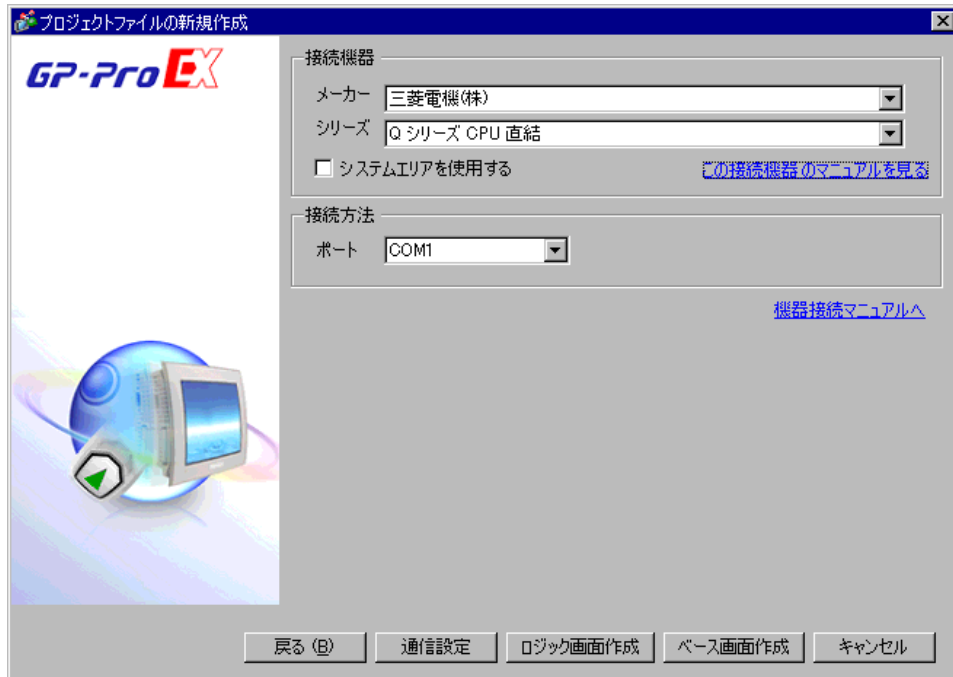 プロジェクトファイルの新規作成
GP-Pro EX
接続機器
メーカー 三菱電機(株)
シリーズ Q シリーズ CPU 直結
システムエリアを使用する この接続機器のマニュアルを見る
接続方法
ポート COM1
機器接続マニュアルへ
戻る (B) 通信設定 ロジック画面作成 ベース画面作成 キャンセル